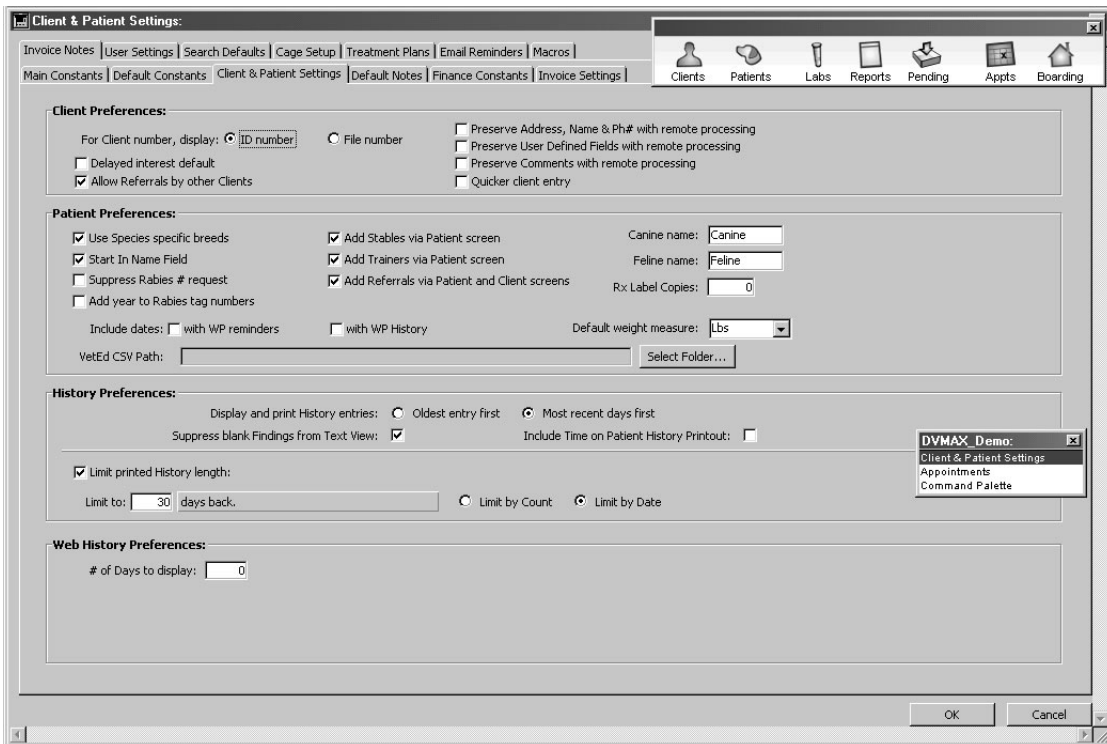 Client & Patient Settings:
Invoice Notes User Settings Search Defaults Cage Setup Treatment Plans Email Reminders Macros
Main Constants Default Constants Client & Patient Settings Default Notes Finance Constants Invoice Settings
Clients Patients Labs Reports Pending Appts Boarding
Client Preferences:
For Client number, display: ID number File number
Delayed interest default
Allow Referrals by other Clients
Preserve Address, Name & Ph# with remote processing
Preserve User Defined Fields with remote processing
Preserve Comments with remote processing
Quicker client entry
Patient Preferences:
Use Species specific breeds
Start In Name Field
Suppress Rabies # request
Add year to Rabies tag numbers
Add Stables via Patient screen
Add Trainers via Patient screen
Add Referrals via Patient and Client screens
Canine name: Canine
Feline name: Feline
Rx Label Copies: 0
Include dates: with WP reminders with WP History
Default weight measure: Lbs
VetEd CSV Path: Select Folder...
History Preferences:
Display and print History entries: Oldest entry first Most recent days first
Suppress blank Findings from Text View: Include Time on Patient History Printout:
Limit printed History length:
Limit to: 30 days back. Limit by Count Limit by Date
DVMAX_Demo:
Client & Patient Settings
Appointments
Command Palette
Web History Preferences:
# of Days to display: 0
OK Cancel